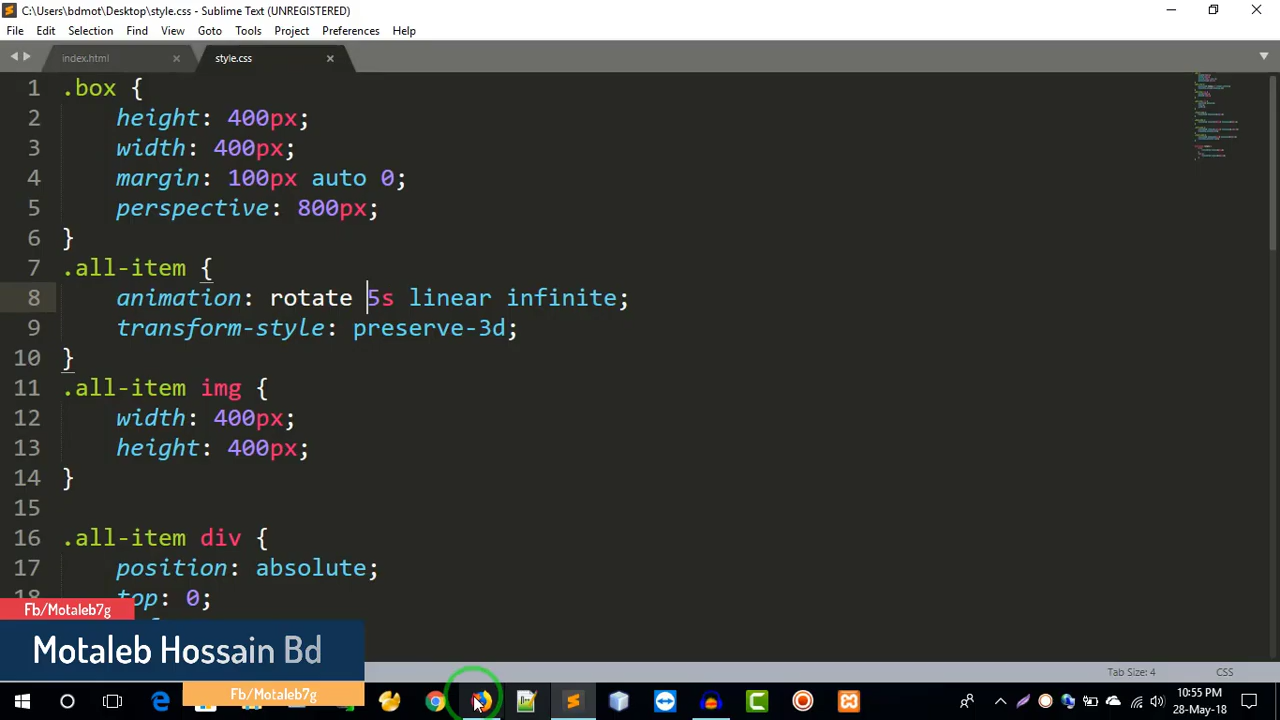 C:\Users\bdmot\Desktop\style.css - Sublime Text (UNREGISTERED)
File Edit Selection Find View Goto Tools Project Preferences Help
index.html style.css
1 .box {
2 height: 400px;
3 width: 400px;
4 margin: 100px auto 0;
5 perspective: 800px;
6 }
7 .all-item {
8 animation: rotate 5s linear infinite;
9 transform-style: preserve-3d;
10 }
11 .all-item img {
12 width: 400px;
13 height: 400px;
14 }
15
16 .all-item div {
17 position: absolute;
18 top: 0;
Fb/Motaleb7g
Motaleb Hossain Bd
Fb/Motaleb7g
Tab Size: 4 CSS
10:55 PM
28-May-18